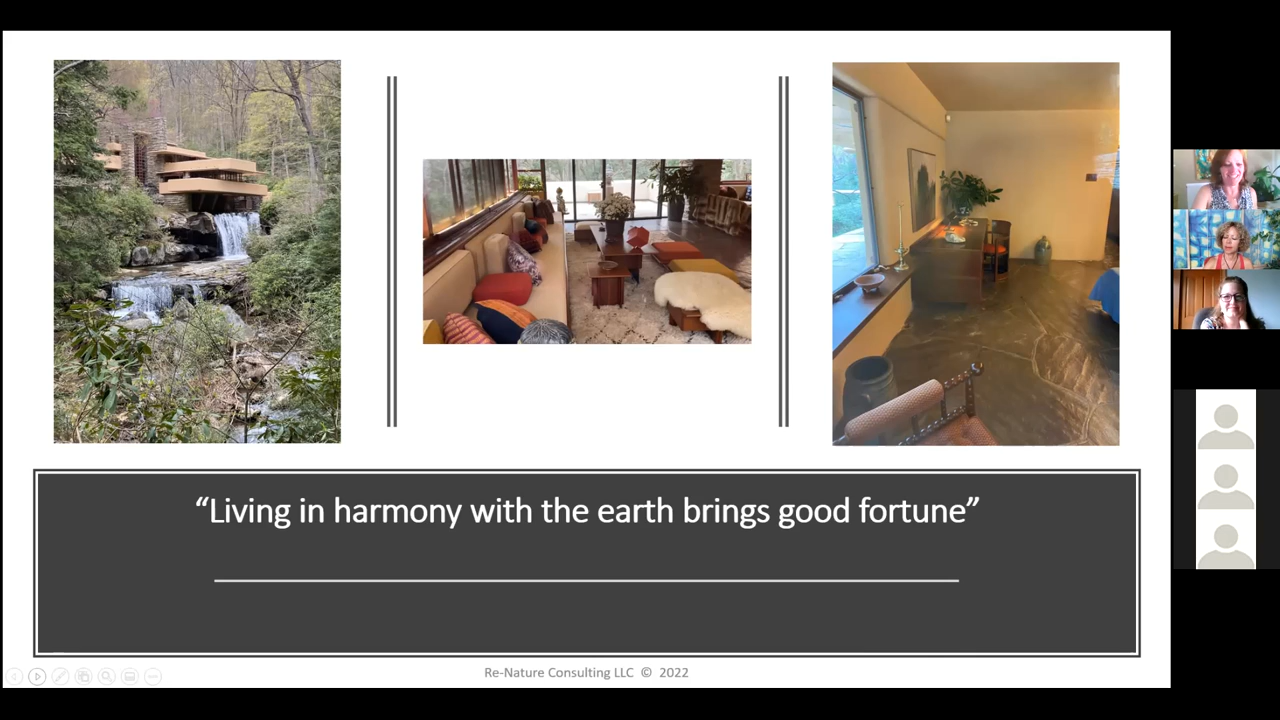 “Living in harmony with the earth brings good fortune”
Re-Nature Consulting LLC © 2022